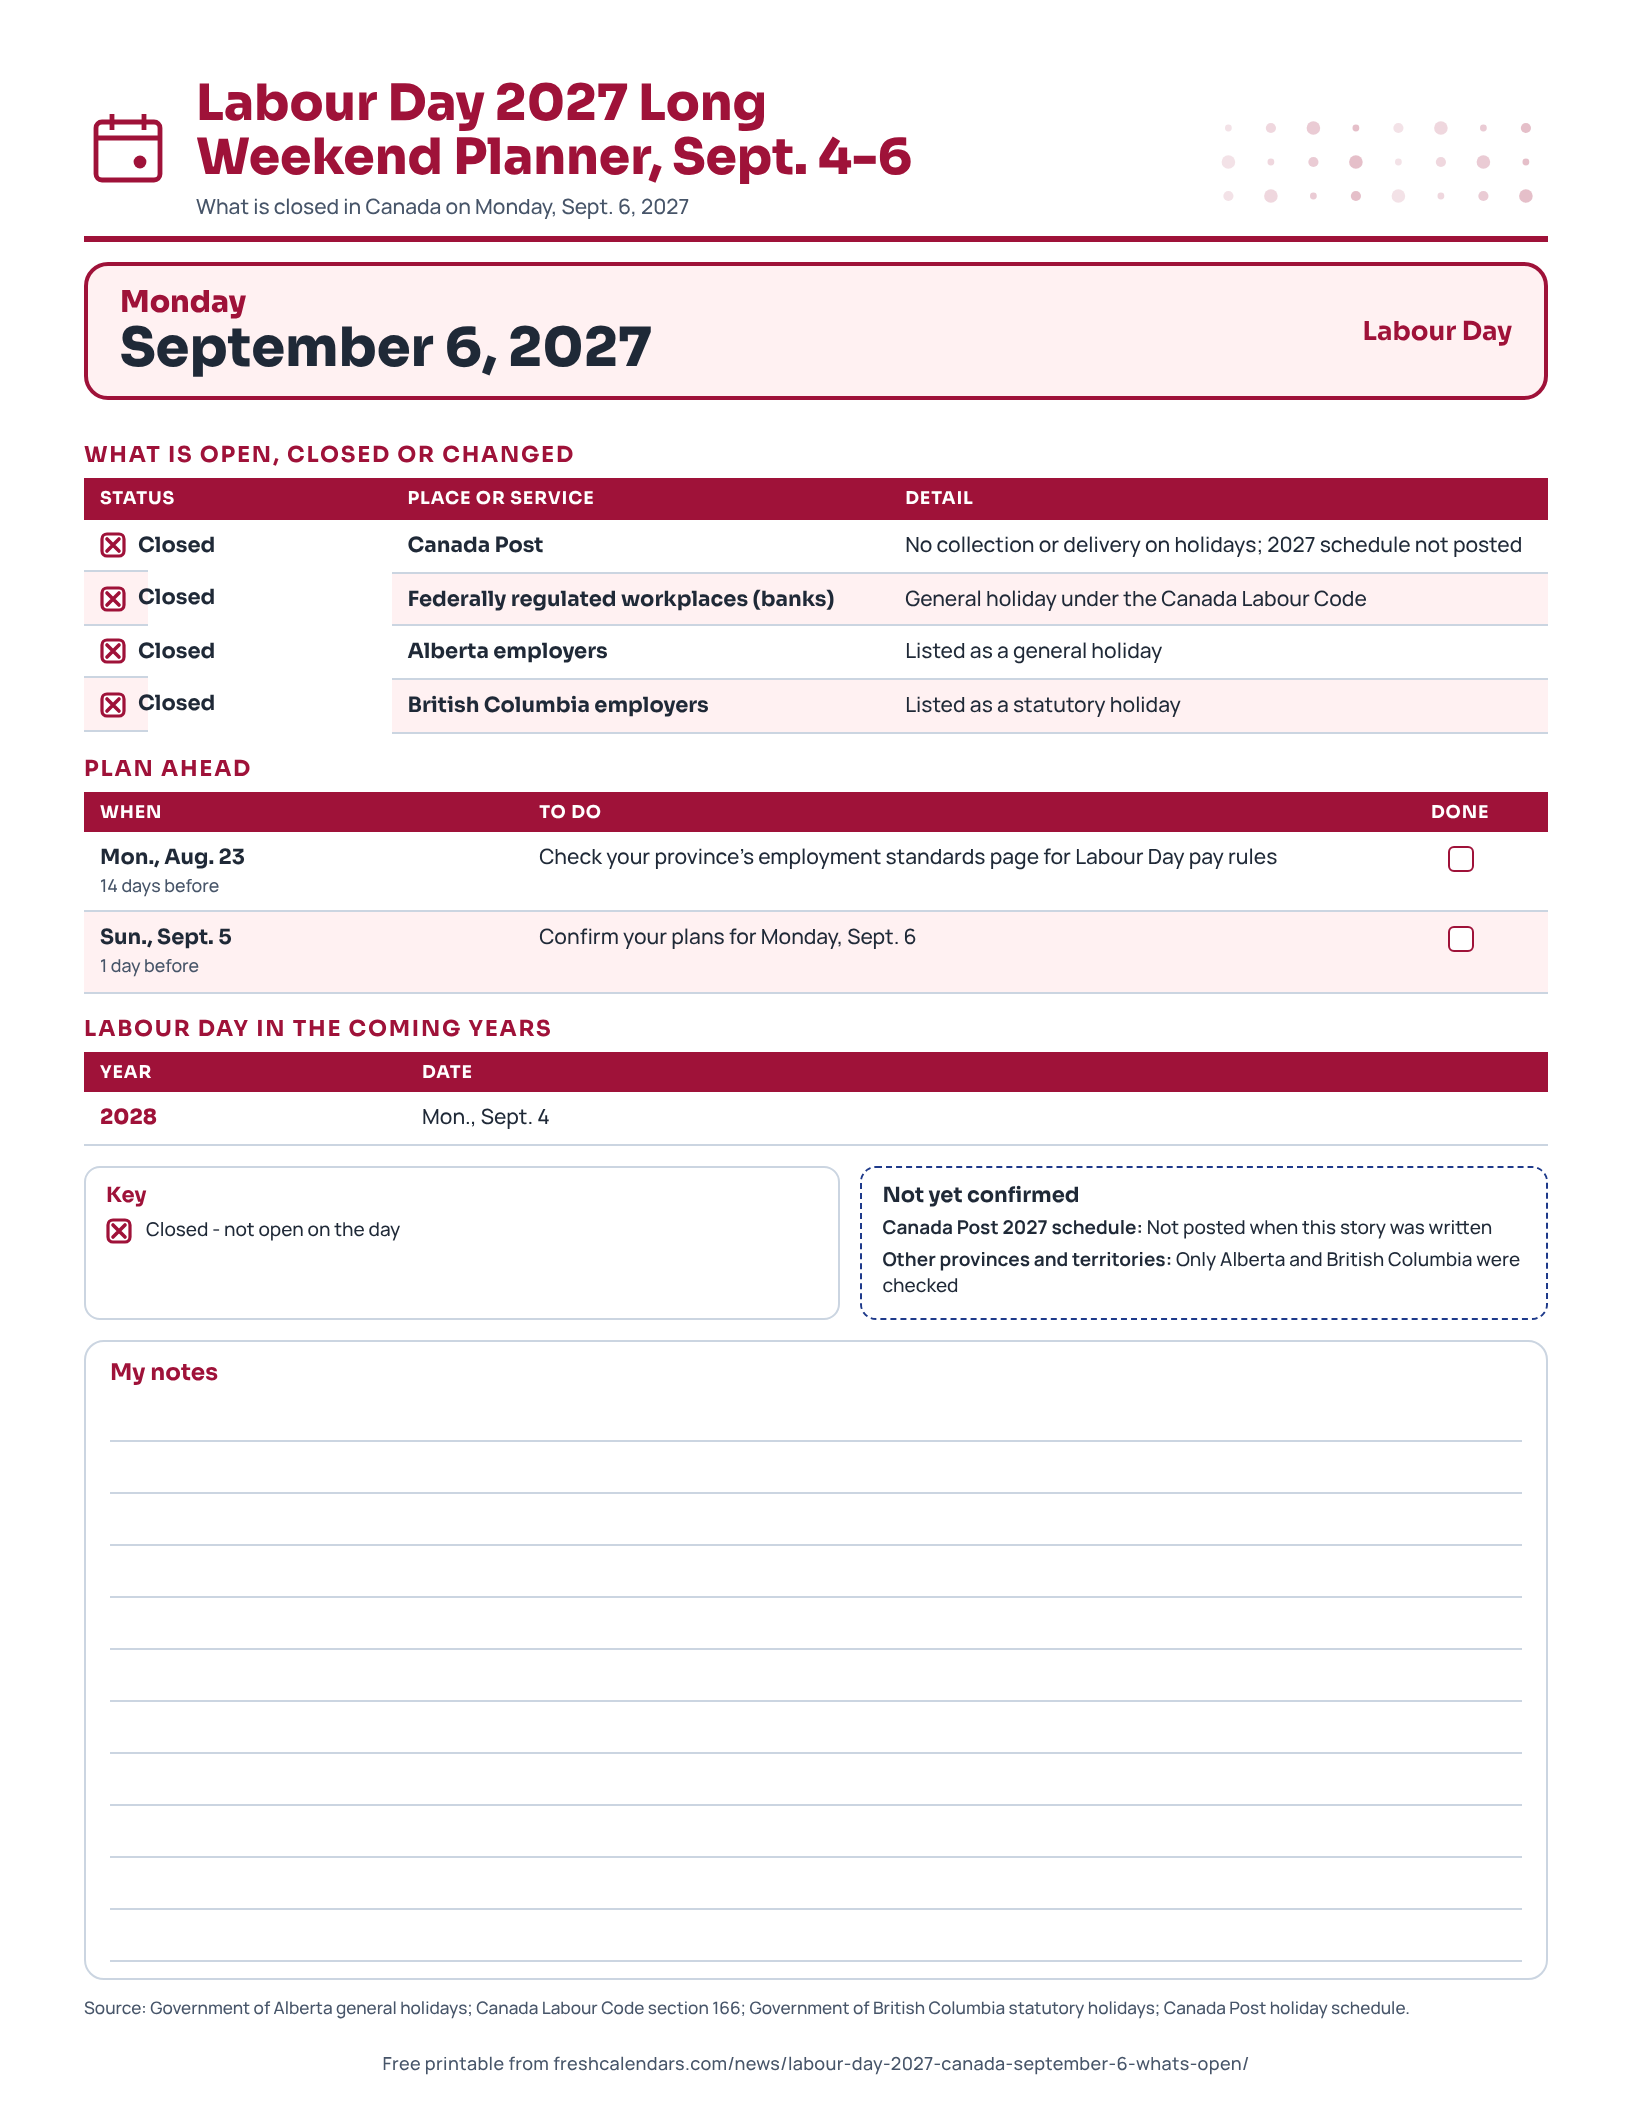 Labour Day 2027 Long
Weekend Planner, Sept. 4–6
What is closed in Canada on Monday, Sept. 6, 2027
Monday
September 6, 2027
Labour Day
WHAT IS OPEN, CLOSED OR CHANGED
STATUS PLACE OR SERVICE DETAIL
Closed Canada Post No collection or delivery on holidays; 2027 schedule not posted
Closed Federally regulated workplaces (banks) General holiday under the Canada Labour Code
Closed Alberta employers Listed as a general holiday
Closed British Columbia employers Listed as a statutory holiday
PLAN AHEAD
WHEN TO DO DONE
Mon., Aug. 23 Check your province’s employment standards page for Labour Day pay rules
14 days before
Sun., Sept. 5 Confirm your plans for Monday, Sept. 6
1 day before
LABOUR DAY IN THE COMING YEARS
YEAR DATE
2028 Mon., Sept. 4
Key
Closed - not open on the day
Not yet confirmed
Canada Post 2027 schedule: Not posted when this story was written
Other provinces and territories: Only Alberta and British Columbia were
checked
My notes
Source: Government of Alberta general holidays; Canada Labour Code section 166; Government of British Columbia statutory holidays; Canada Post holiday schedule.
Free printable from freshcalendars.com/news/labour-day-2027-canada-september-6-whats-open/